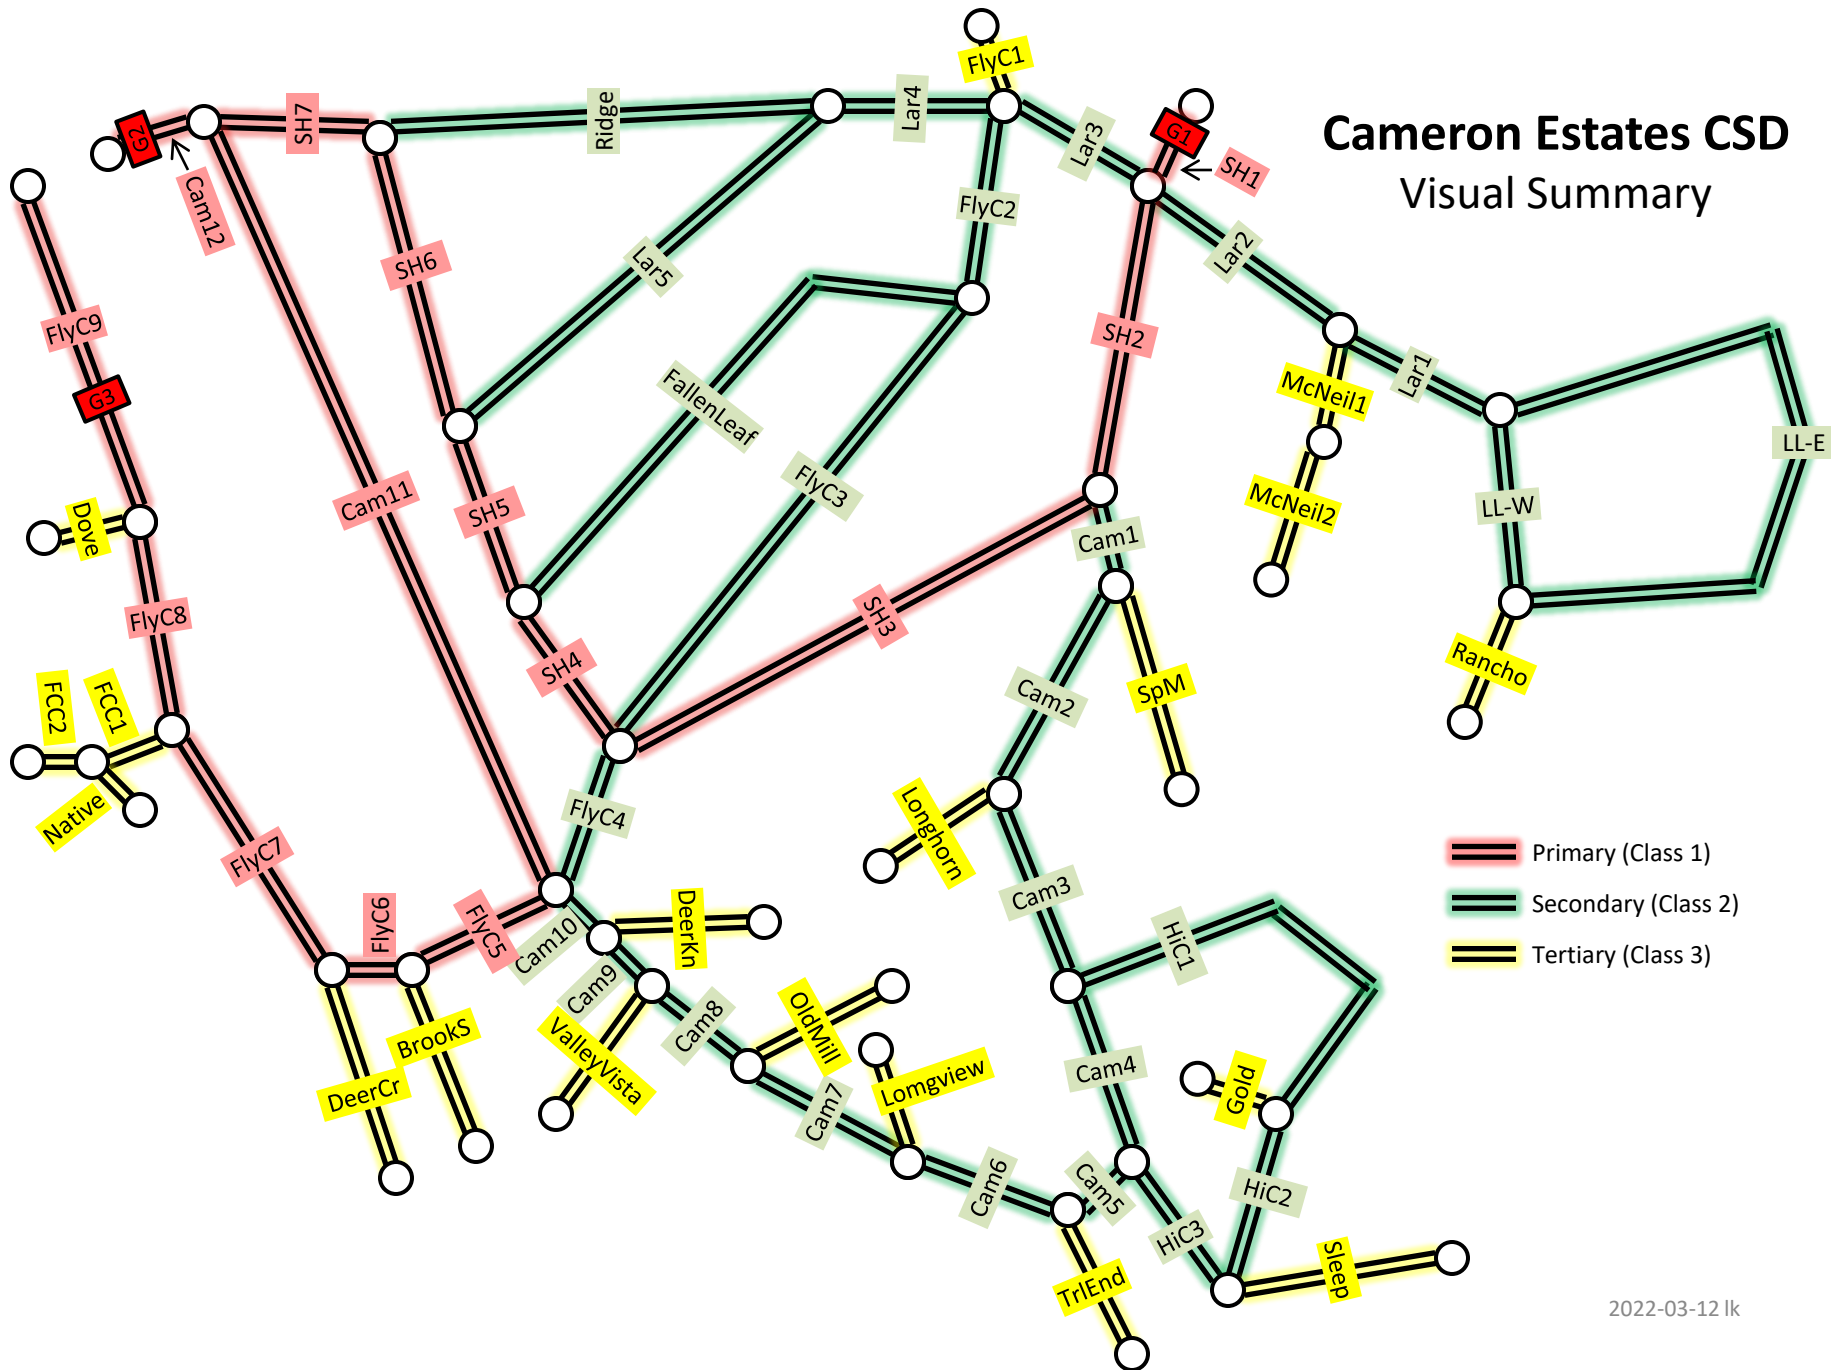 Cameron Estates CSD
Visual Summary
FlyC1
Lar4
Ridge
SH7
G2
Cam12
Lar3
G1
SH1
FlyC2
Lar2
SH6
Lar5
FlyC9
SH2
McNeil1
Lar1
G3
FallenLeaf
LL-E
Cam11
FlyC3
McNeil2
LL-W
SH5
Dove
Cam1
FlyC8
SH3
SH4
Rancho
SpM
Cam2
FCC2
FCC1
Native
FlyC4
Longhorn
FlyC7
Cam3
FlyC6
FlyC5
Cam10
DeerKn
HiC1
Cam9
Cam8
OldMill
ValleyVista
BrookS
DeerCr
Lomgview
Cam4
Gold
Cam7
Cam6
Cam5
HiC2
HiC3
TrlEnd
Sleep
Primary (Class 1)
Secondary (Class 2)
Tertiary (Class 3)
2022-03-12 lk